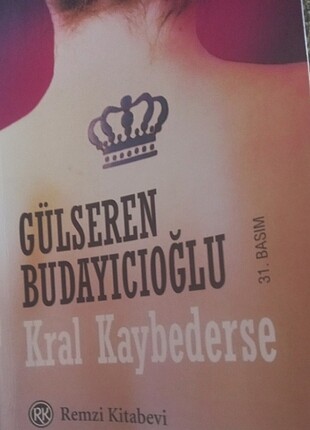 GÜLSEREN
BUDAYICIOĞLU
31. BASIM
Kral Kaybederse
RK Remzi Kitabevi